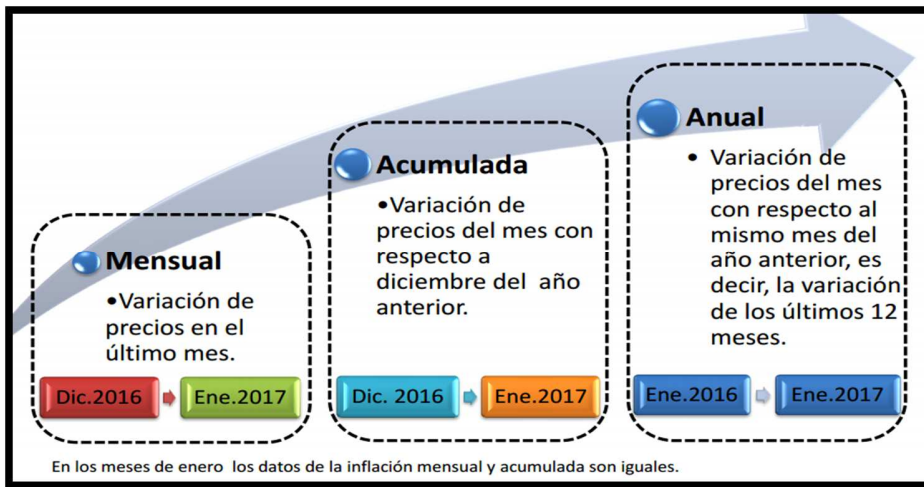 Mensual
•Variación de
precios en el
último mes.
Dic.2016
Ene.2017
Acumulada
•Variación de
precios del mes con
respecto a
diciembre del año
anterior.
Dic. 2016
Ene.2017
Anual
• Variación de
precios del mes
con respecto al
mismo mes del
año anterior, es
decir, la variación
de los últimos 12
meses.
Ene.2016
Ene.2017
En los meses de enero los datos de la inflación mensual y acumulada son iguales.